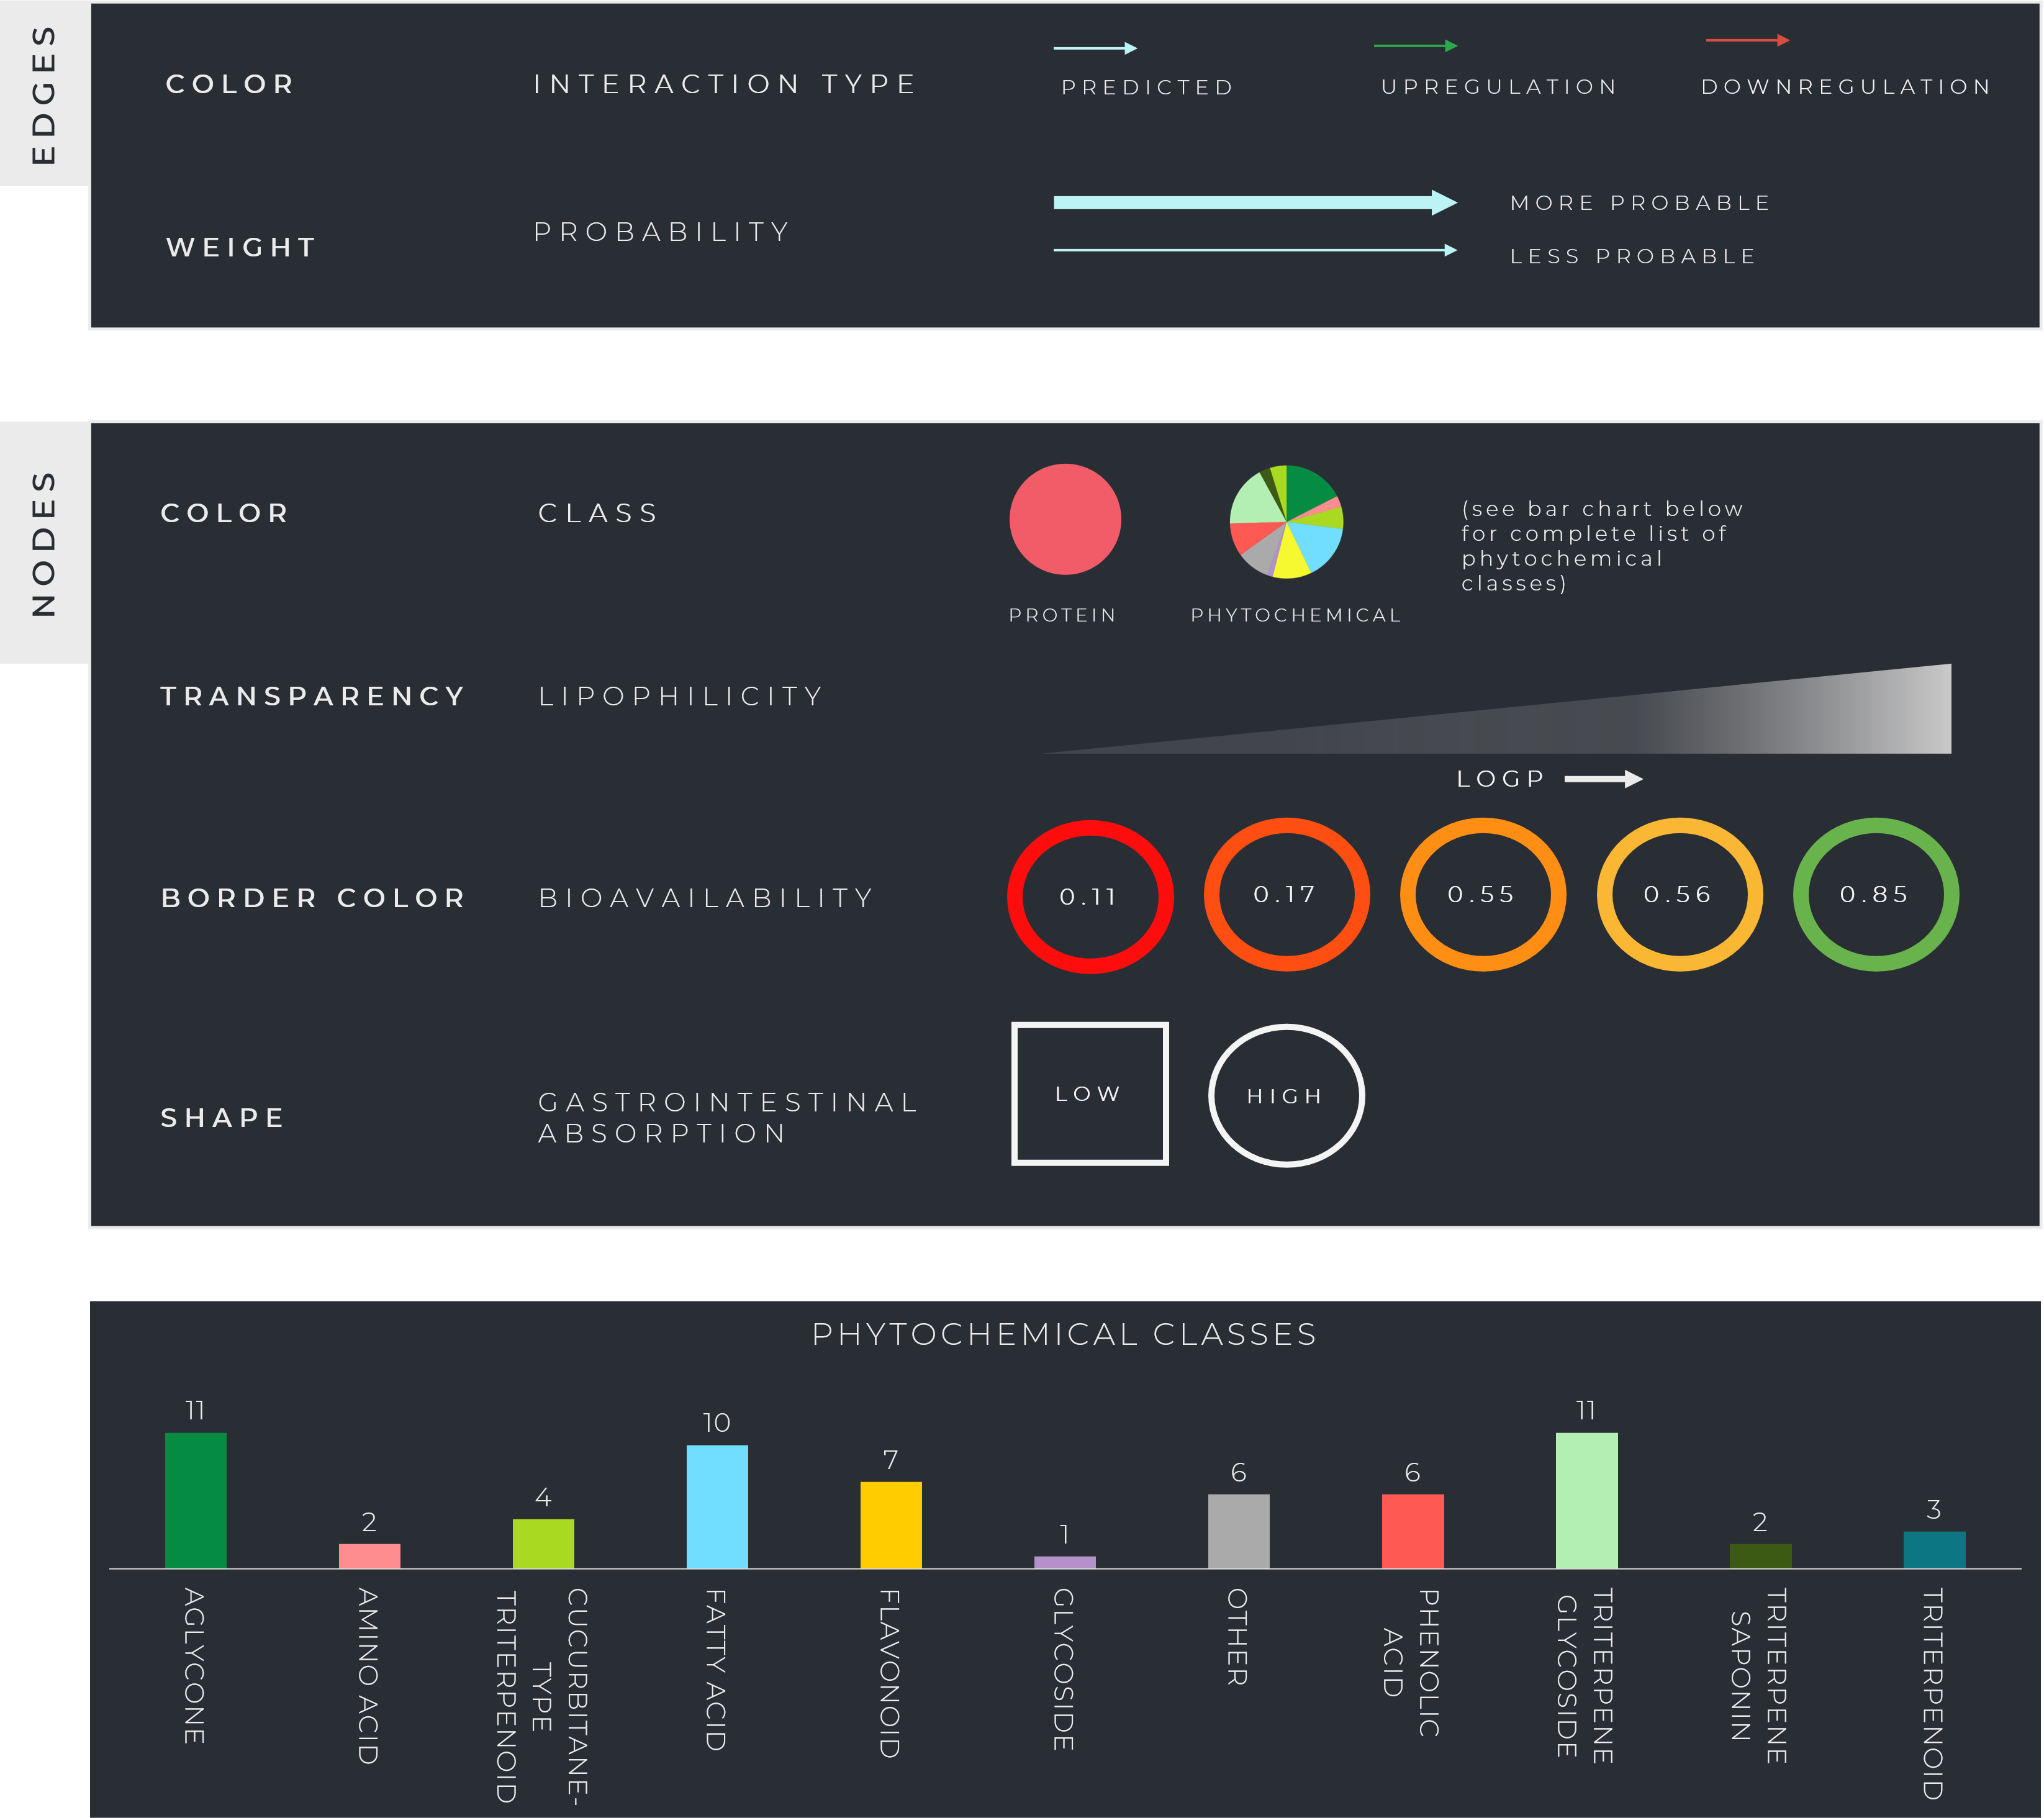 EDGES
COLOR
INTERACTION TYPE
PREDICTED
UPREGULATION
DOWNREGULATION
WEIGHT
PROBABILITY
MORE PROBABLE
LESS PROBABLE
NODES
COLOR
CLASS
PROTEIN
PHYTOCHEMICAL
(see bar chart below
for complete list of
phytochemical
classes)
TRANSPARENCY
LIPOPHILICITY
LOGP
BORDER COLOR
BIOAVAILABILITY
0.11
0.17
0.55
0.56
0.85
SHAPE
GASTROINTESTINAL
ABSORPTION
LOW
HIGH
PHYTOCHEMICAL CLASSES
11
2
4
10
7
1
6
6
11
2
3
AGLYCONE
AMINO ACID
CUCURBITANE-
TYPE
TRITERPENOID
FATTY ACID
FLAVONOID
GLYCOSIDE
OTHER
PHENOLIC
ACID
TRITERPENE
GLYCOSIDE
TRITERPENE
SAPONIN
TRITERPENOID